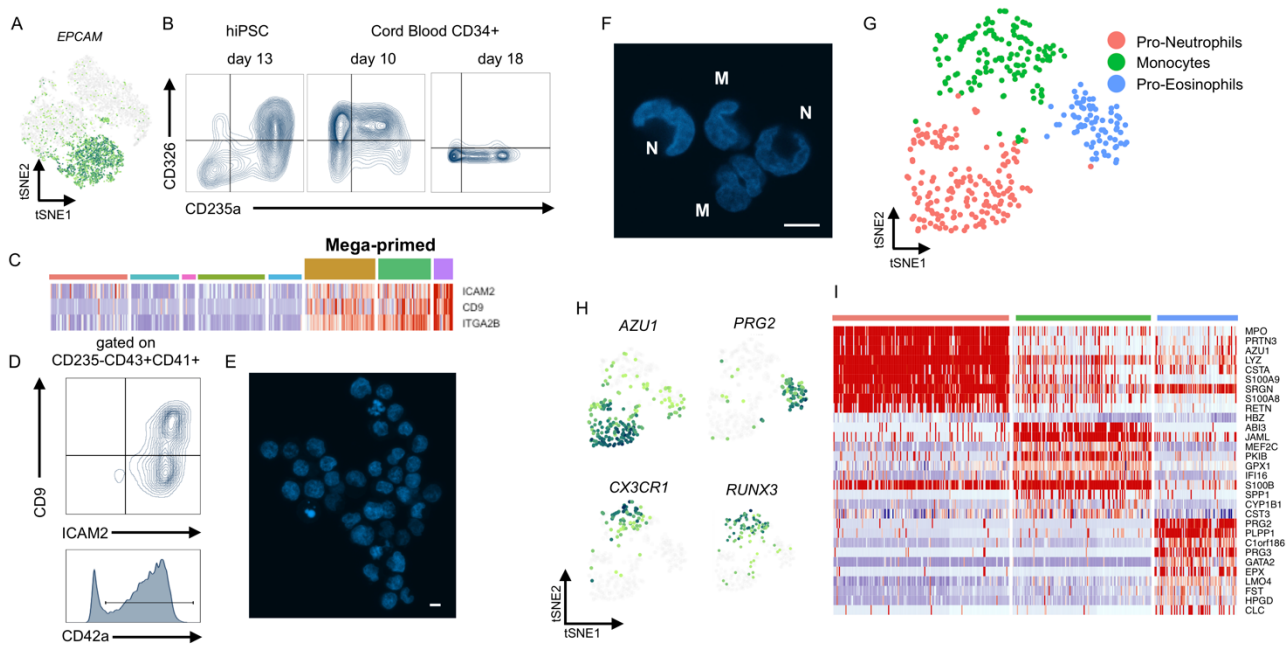 A
EPCAM
tSNE2
tSNE1
B
hiPSC
Cord Blood CD34+
day 13
day 10
day 18
CD326
CD235a
C
Mega-primed
ICAM2
CD9
ITGA2B
D
gated on
CD235-CD43+CD41+
CD9
ICAM2
CD42a
E
F
M
N
N
M
G
Pro-Neutrophils
Monocytes
Pro-Eosinophils
tSNE2
tSNE1
H
AZU1
PRG2
CX3CR1
RUNX3
tSNE2
tSNE1
I
MPO
PRTN3
AZU1
LYZ
CSTA
S100A9
SRGN
S100A8
RETN
HBZ
ABI3
JAML
MEF2C
PKIB
GPX1
IFI16
S100B
SPP1
CYP1B1
CST3
PRG2
PLPP1
C1orf186
PRG3
GATA2
EPX
LMO4
FST
HPGD
CLC